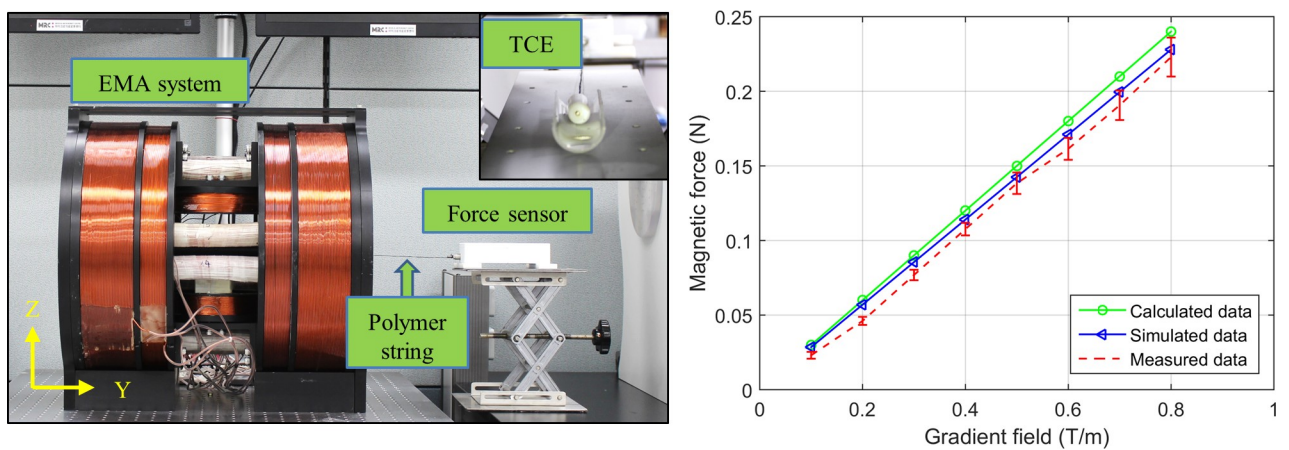 MRC
MRC
TCE
EMA system
Force sensor
Polymer
string
Z
Y
0.25
0.2
0.15
0.1
0.05
0
Magnetic force (N)
0
0.2
0.4
0.6
0.8
1
Gradient field (T/m)
Calculated data
Simulated data
Measured data